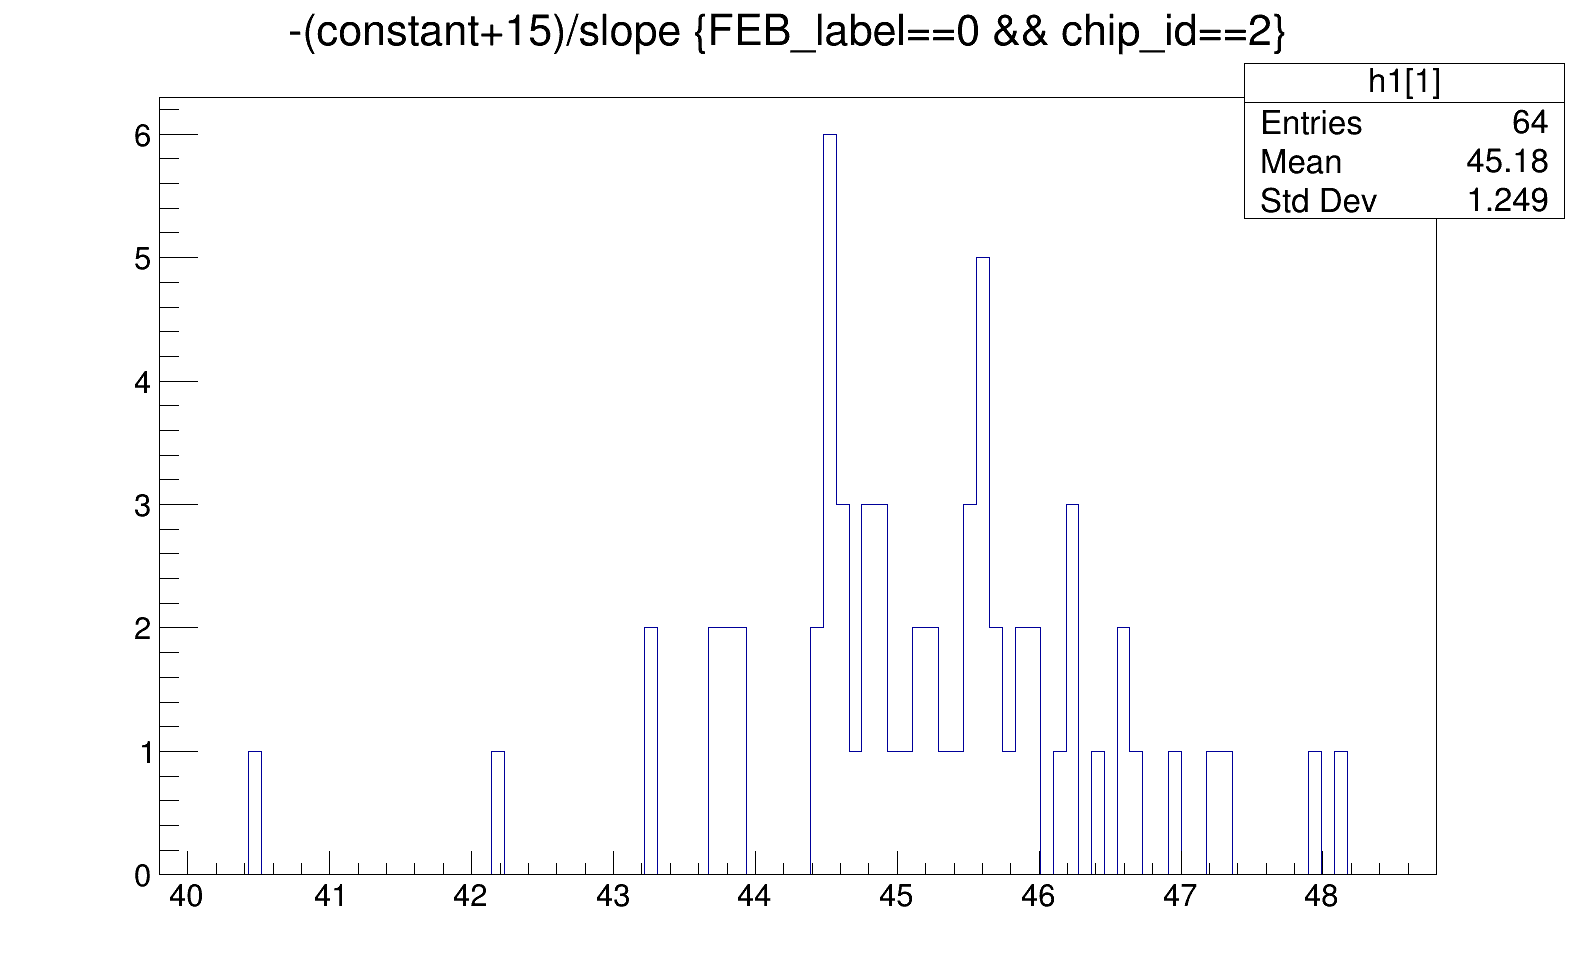 -(constant+15)/slope {FEB_label==0 && chip_id==2}
h1[1]
Entries 64
Mean 45.18
Std Dev 1.249
6
5
4
3
2
1
0
40 41 42 43 44 45 46 47 48